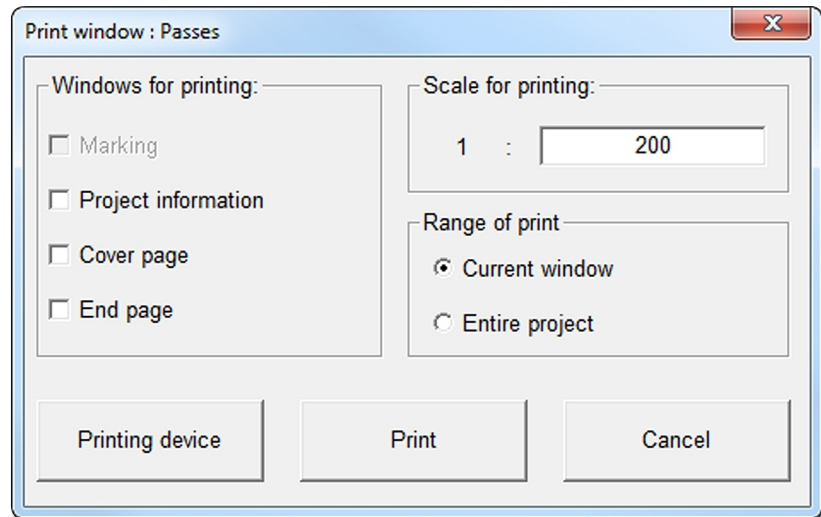 Print window : Passes
Windows for printing:
Marking
Project information
Cover page
End page
Scale for printing:
1 : 200
Range of print
Current window
Entire project
Printing device
Print
Cancel